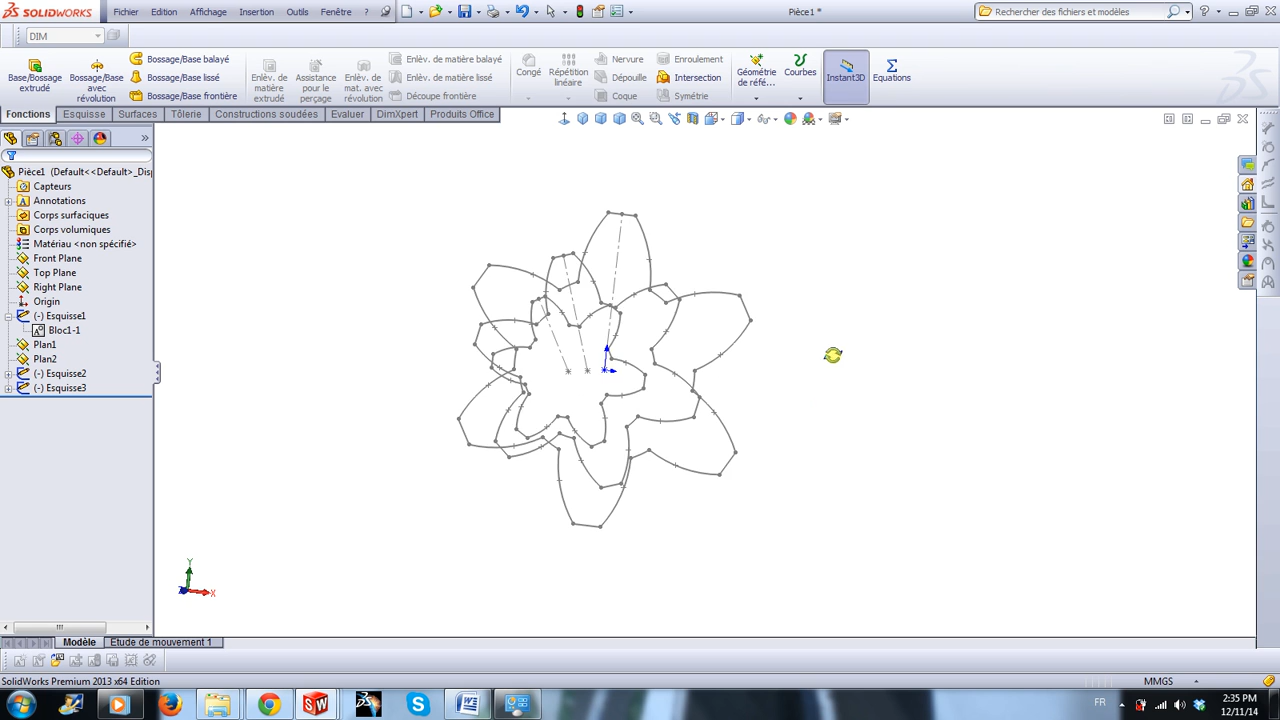 SOLIDWORKS Fichier Edition Affichage Insertion Outils Fenêtre ? Pièce1 * Rechercher des fichiers et modèles
DIM
Base/Bossage extrudé
Bossage/Base avec révolution
Bossage/Base balayé
Bossage/Base lissé
Bossage/Base frontière
Enlèv. de matière extrudé
Assistance pour le perçage
Enlèv. de mat. avec révolution
Enlèv. de matière balayé
Enlèv. de matière lissé
Découpe frontière
Congé
Répétition linéaire
Nervure
Dépouille
Coque
Enroulement
Intersection
Symétrie
Géométrie de réfé...
Courbes
Instant3D
Equations
Fonctions Esquisse Surfaces Tôlerie Constructions soudées Evaluer DimXpert Produits Office
Pièce1 (Default<<Default>_Disp
Capteurs
Annotations
Corps surfaciques
Corps volumiques
Matériau <non spécifié>
Front Plane
Top Plane
Right Plane
Origin
(-) Esquisse1
Bloc1-1
Plan1
Plan2
(-) Esquisse2
(-) Esquisse3
Y
Z X
Modèle Etude de mouvement 1
SolidWorks Premium 2013 x64 Edition MMGS
FR 2:35 PM
12/11/14